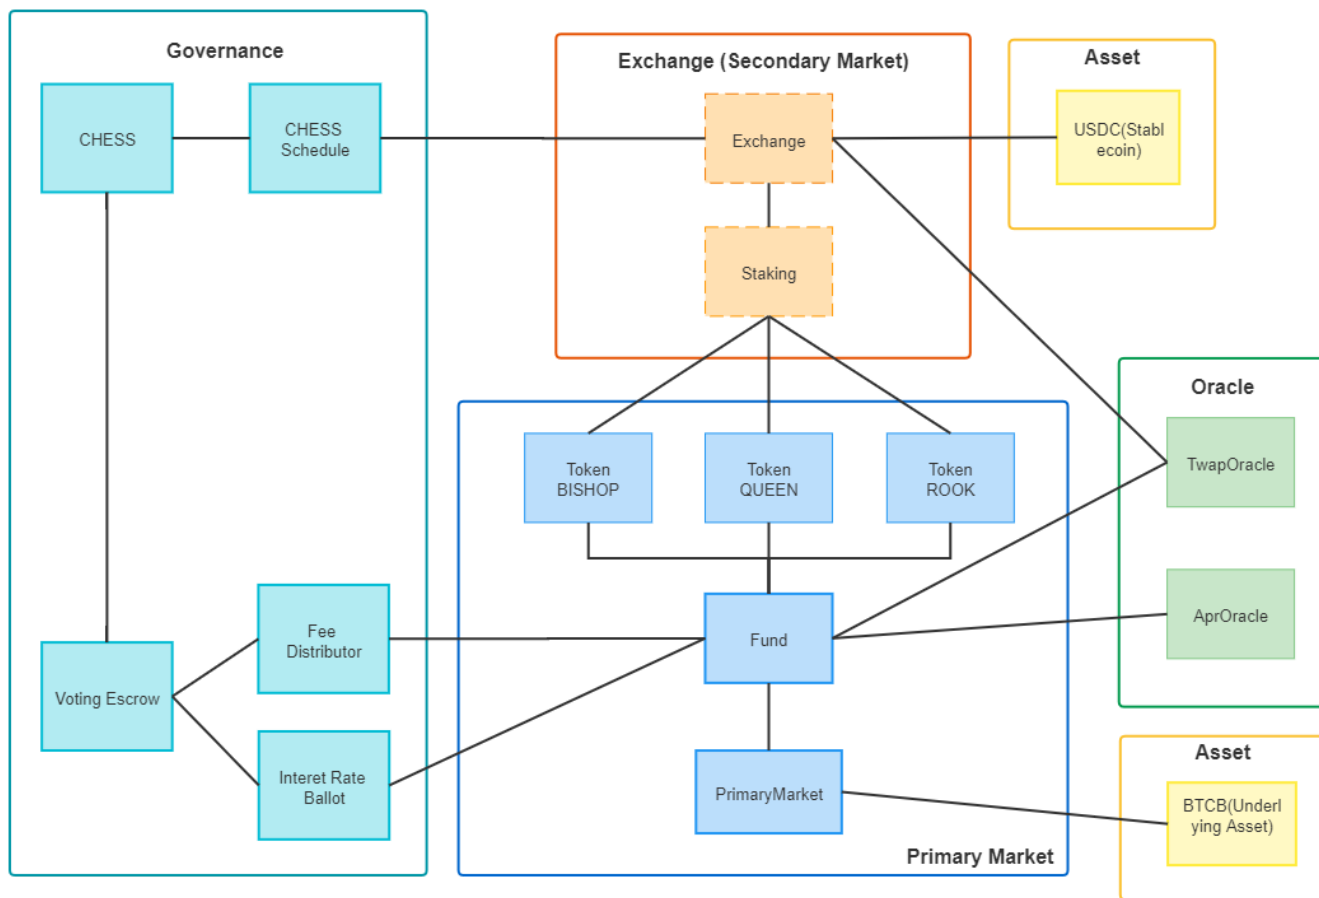 Governance
CHESS
CHESS
Schedule
Voting Escrow
Fee
Distributor
Interet Rate
Ballot
Exchange (Secondary Market)
Exchange
Staking
Asset
USDC(Stabl
ecoin)
Token
BISHOP
Token
QUEEN
Token
ROOK
Fund
PrimaryMarket
Primary Market
Oracle
TwapOracle
AprOracle
Asset
BTCB(Underl
ying Asset)